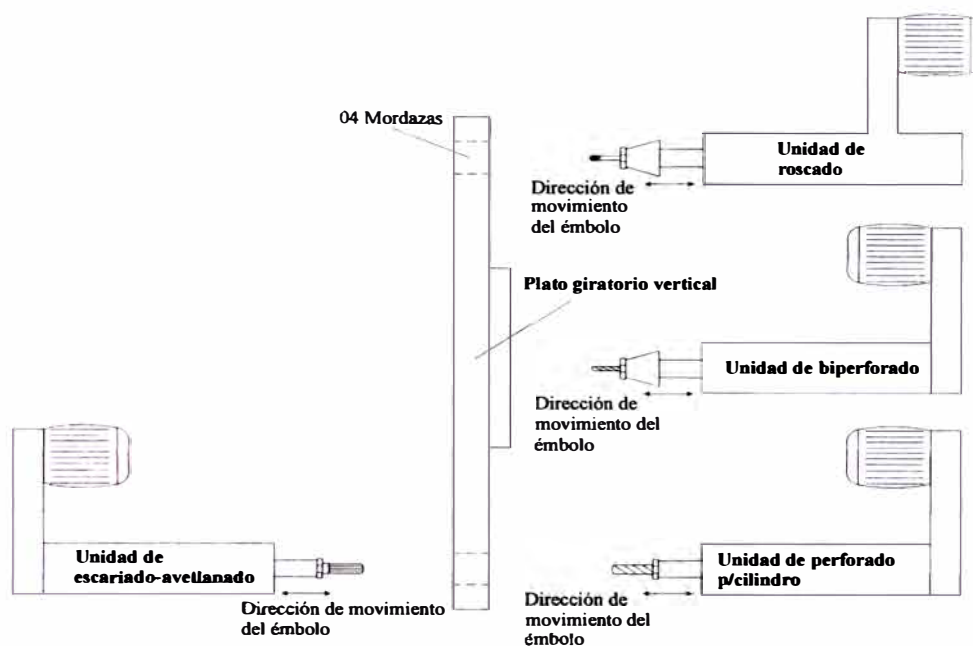 04 Mordazas
Unidad de
roscado
Dirección de
movimiento
del émbolo
Plato giratorio vertical
Unidad de biperforado
Dirección de
movimiento del
émbolo
Unidad de
escariado-avellanado
Dirección de movimiento
del émbolo
Unidad de perforado
p/cilindro
Dirección de
movimiento del
émbolo